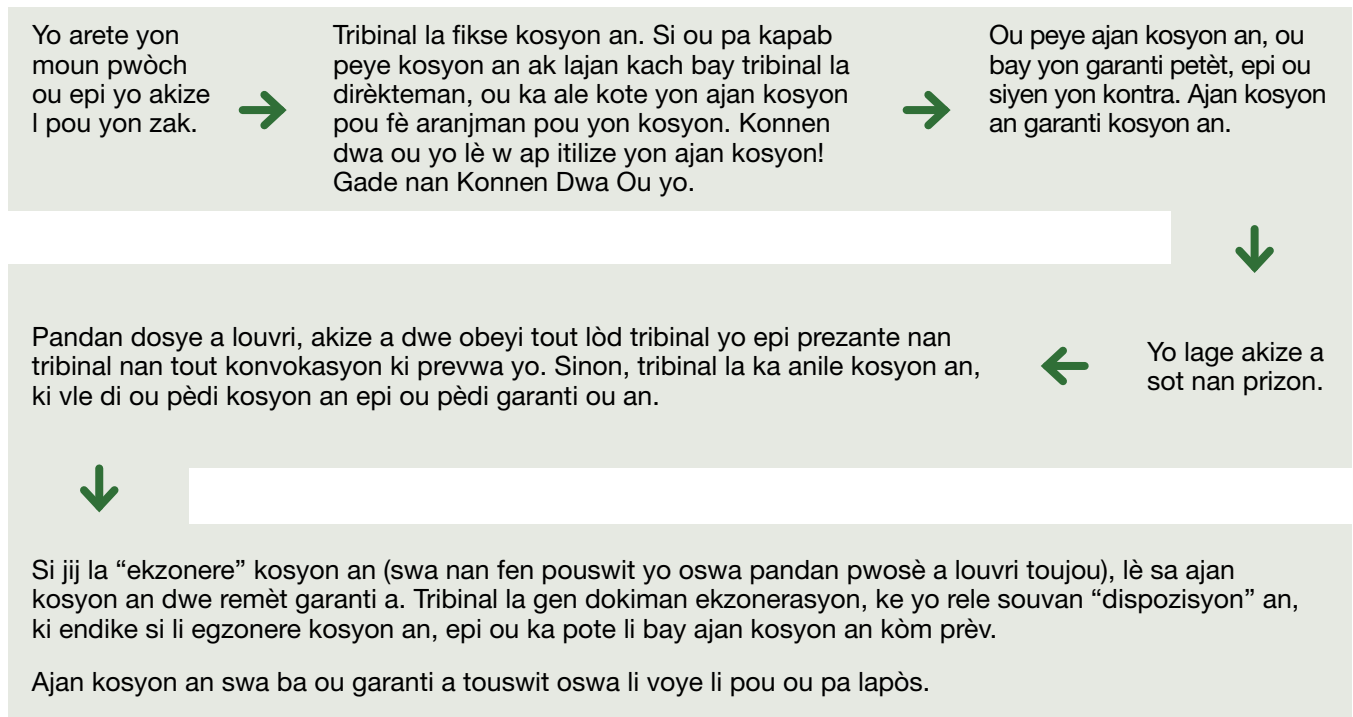 Yo arete yon
moun pwòch
ou epi yo akize
l pou yon zak.
Tribinal la fikse kosyon an. Si ou pa kapab
peye kosyon an ak lajan kach bay tribinal la
dirèkteman, ou ka ale kote yon ajan kosyon
pou fè aranjman pou yon kosyon. Konnen
dwa ou yo lè w ap itilize yon ajan kosyon!
Gade nan Konnen Dwa Ou yo.
Ou peye ajan kosyon an, ou
bay yon garanti petèt, epi ou
siyen yon kontra. Ajan kosyon
an garanti kosyon an.
Yo lage akize a
sot nan prizon.
Pandan dosye a louvri, akize a dwe obeyi tout lòd tribinal yo epi prezante nan
tribinal nan tout konvokasyon ki prevwa yo. Sinon, tribinal la ka anile kosyon an,
ki vle di ou pèdi kosyon an epi ou pèdi garanti ou an.
Si jij la “ekzonere” kosyon an (swa nan fen pouswit yo oswa pandan pwosè a louvri toujou), lè sa ajan
kosyon an dwe remèt garanti a. Tribinal la gen dokiman ekzonerasyon, ke yo rele souvan “dispozisyon” an,
ki endike si li egzonere kosyon an, epi ou ka pote li bay ajan kosyon an kòm prèv.
Ajan kosyon an swa ba ou garanti a touswit oswa li voye li pou ou pa lapòs.